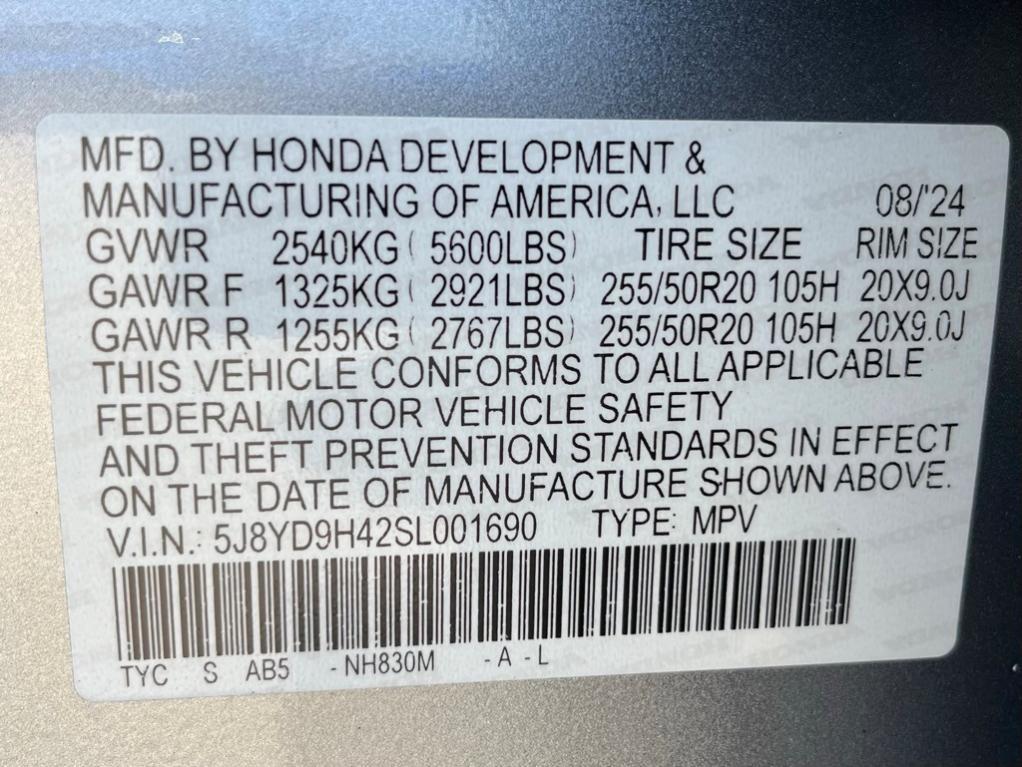 MFD. BY HONDA DEVELOPMENT &
MANUFACTURING OF AMERICA, LLC 08/'24
GVWR 2540KG ( 5600LBS) TIRE SIZE RIM SIZE
GAWR F 1325KG ( 2921LBS) 255/50R20 105H 20X9.0J
GAWR R 1255KG ( 2767LBS) 255/50R20 105H 20X9.0J
THIS VEHICLE CONFORMS TO ALL APPLICABLE
FEDERAL MOTOR VEHICLE SAFETY
AND THEFT PREVENTION STANDARDS IN EFFECT
ON THE DATE OF MANUFACTURE SHOWN ABOVE.
V.I.N.: 5J8YD9H42SL001690 TYPE: MPV
TYC S AB5 -NH830M -A -L